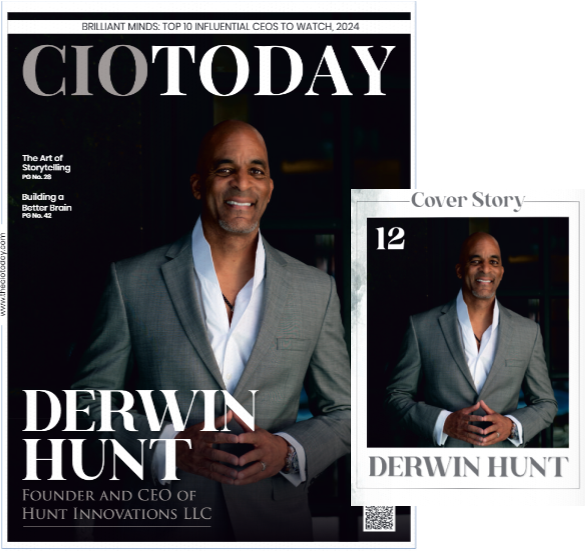 BRILLIANT MINDS: TOP 10 INFLUENTIAL CEOS TO WATCH, 2024
CIOTODAY
The Art of
Storytelling
PG No. 28
Building a
Better Brain
PG No. 42
www.theciotoday.com
DERWIN
HUNT
FOUNDER AND CEO OF
HUNT INNOVATIONS LLC
Cover Story
12
DERWIN HUNT